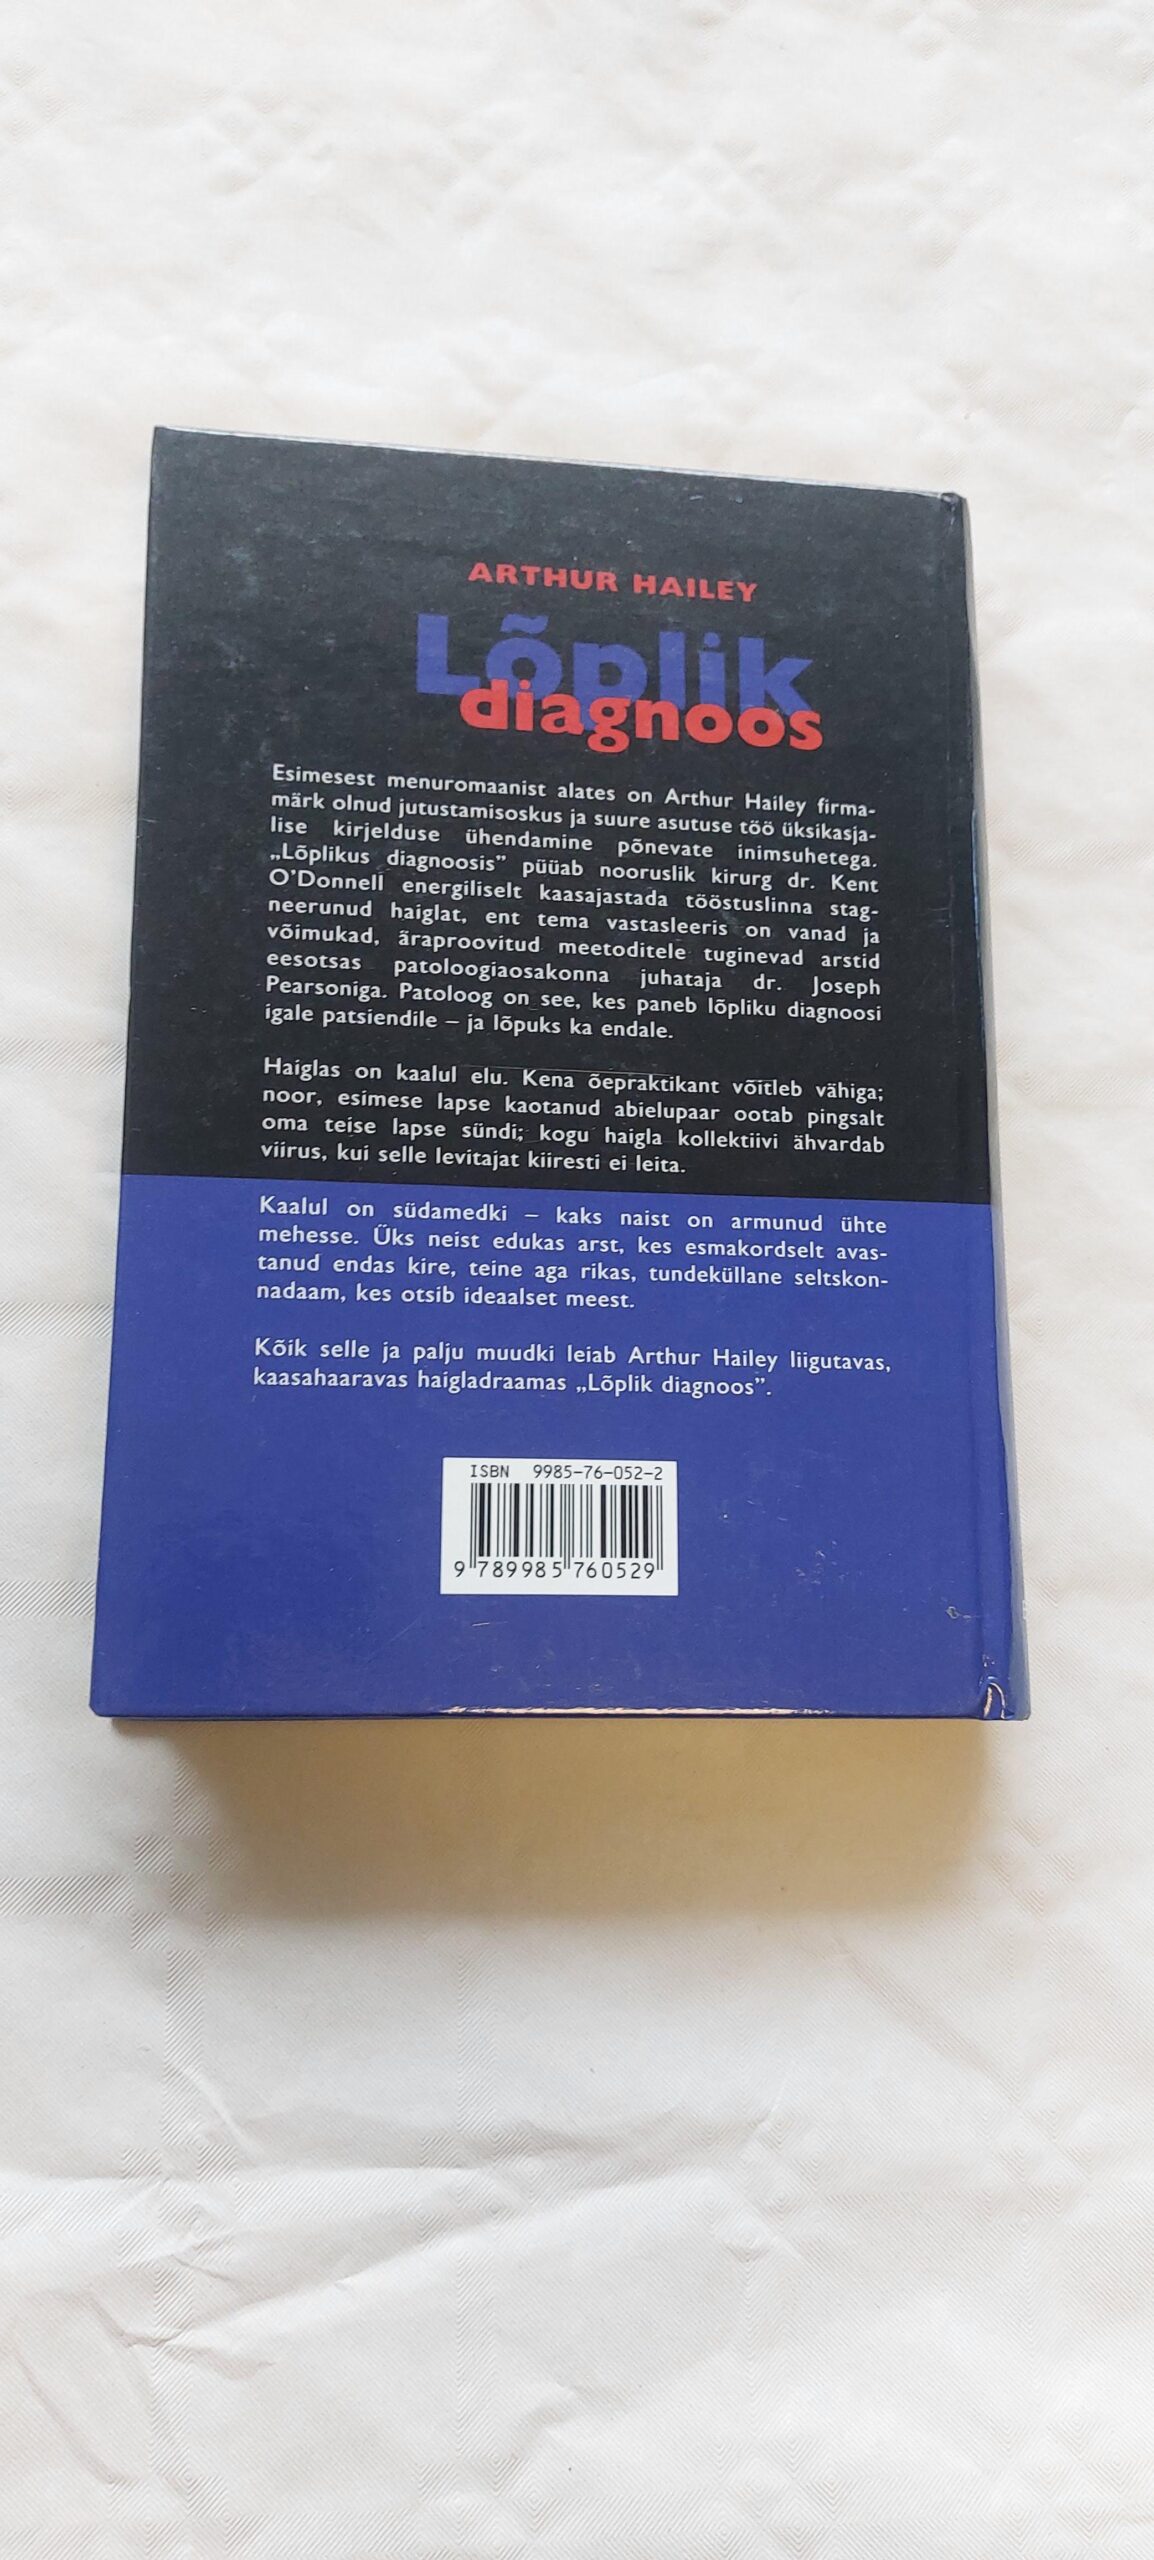 ARTHUR HAILEY
Lõplik
diagnoos
Esimesest menuromaanist alates on Arthur Hailey firma-
märk olnud jutustamisoskus ja suure asutuse töö üksikasja-
lise kirjelduse ühendamine põnevate inimsuhetega.
„Lõplikus diagnoosis” püüab nooruslik kirurg dr. Kent
O’Donnell energiliselt kaasajastada tööstuslinna stag-
neerunud haiglat, ent tema vastasleeris on vanad ja
võimukad, äraproovitud meetoditele tuginevad arstid
eesotsas patoloogiaosakonna juhataja dr. Joseph
Pearsoniga. Patoloog on see, kes paneb lõpliku diagnoosi
igale patsiendile – ja lõpuks ka endale.
Haiglas on kaalul elu. Kena õepraktikant võitleb vähiga;
noor, esimese lapse kaotanud abielupaar ootab pingsalt
oma teise lapse sündi; kogu haigla kollektiivi ähvardab
viirus, kui selle levitajat kiiresti ei leita.
Kaalul on südamedki – kaks naist on armunud ühte
mehesse. Üks neist edukas arst, kes esmakordselt avas-
tanud endas kire, teine aga rikas, tundeküllane seltskon-
nadaam, kes otsib ideaalset meest.
Kõik selle ja palju muudki leiab Arthur Hailey liigutavas,
kaasahaaravas haigladraamas „Lõplik diagnoos”.
ISBN 9985-76-052-2
9 789985 760529